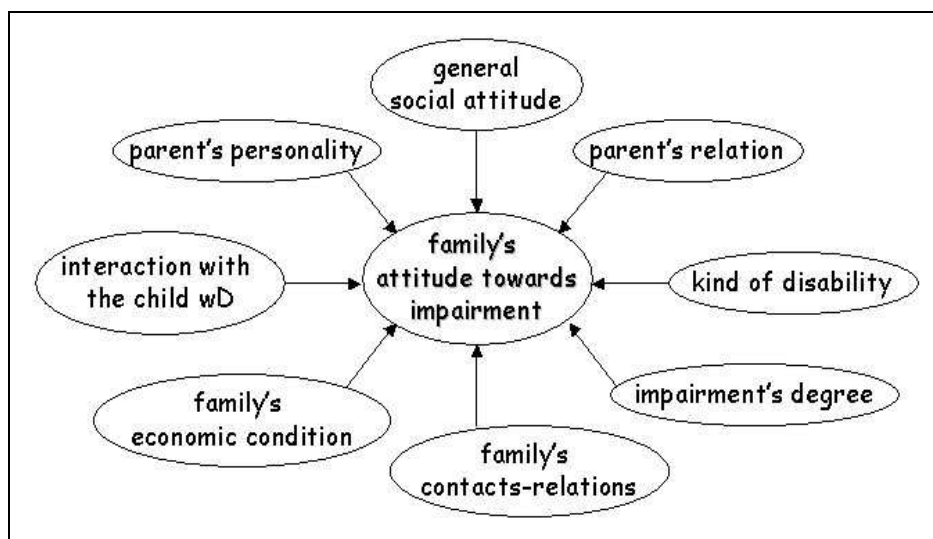 general
social attitude
parent's personality
parent's relation
family's
attitude towards
impairment
interaction with
the child wD
kind of disability
impairment's degree
family's
economic condition
family's
contacts-relations